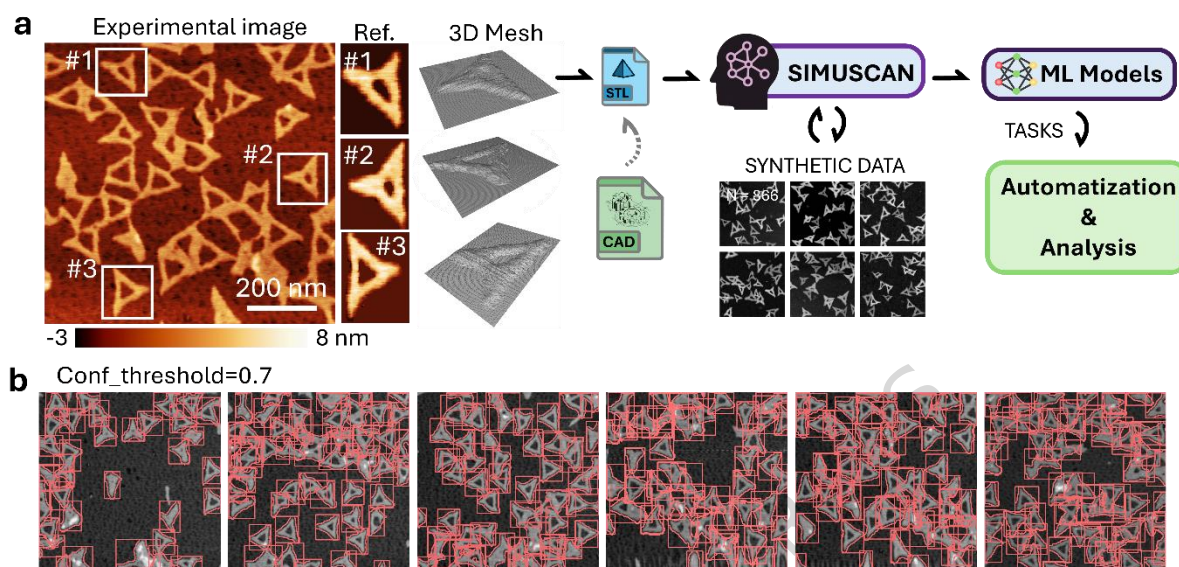 a
Experimental image
Ref.
3D Mesh
#1
#2
#3
200 nm
-3
8 nm
#1
#2
#3
STL
CAD
SIMUSCAN
SYNTHETIC DATA
N = 866
ML Models
TASKS
Automatization
&
Analysis
b
Conf_threshold=0.7